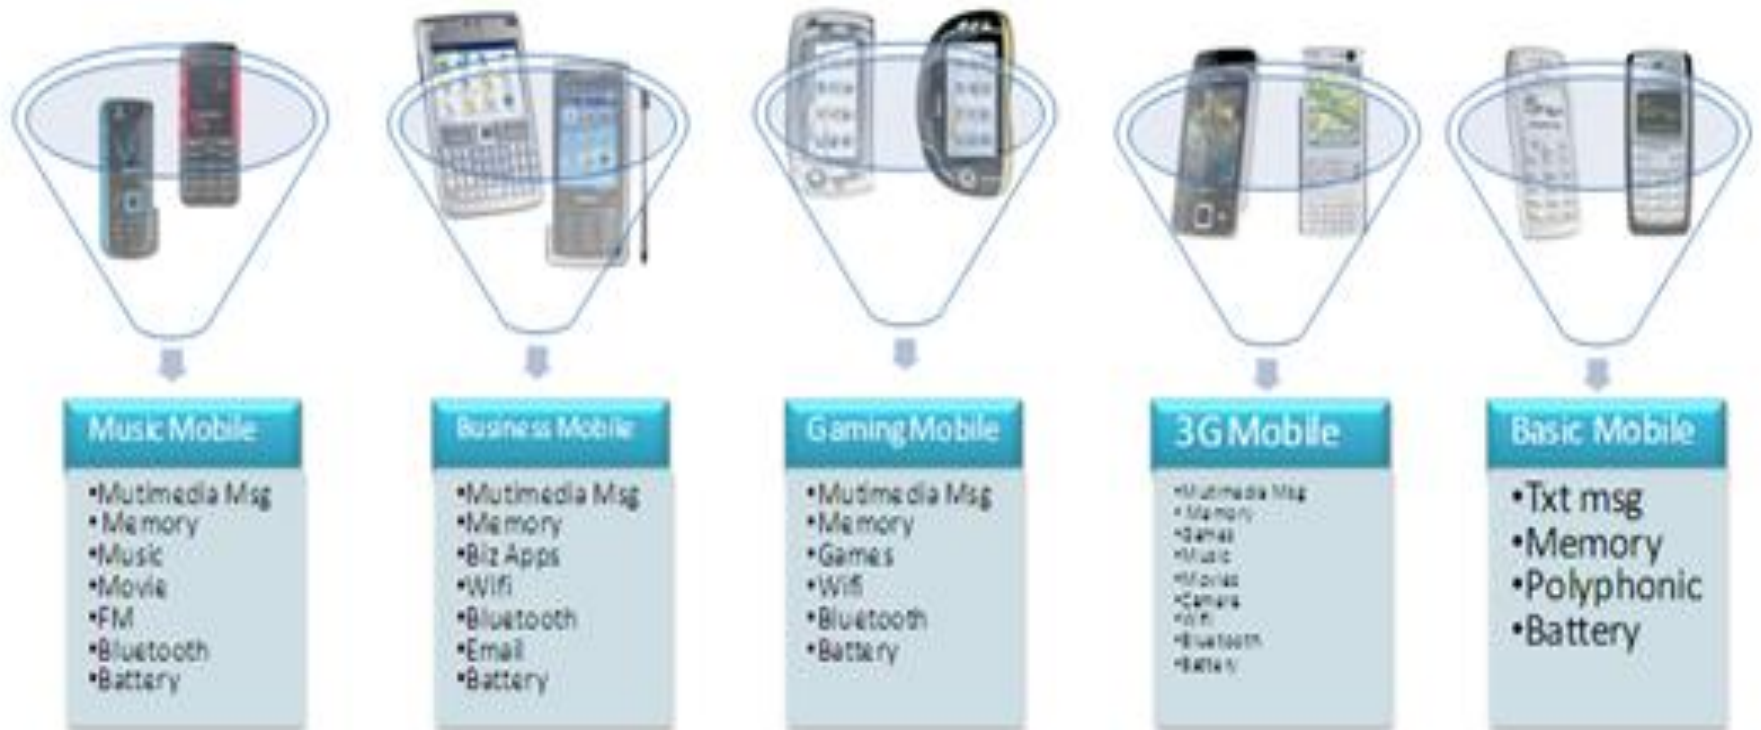 Music Mobile
•Mutimedia Msg
•Memory
•Music
•Movie
•FM
•Bluetooth
•Battery
Business Mobile
•Mutimedia Msg
•Memory
•Biz Apps
•Wifi
•Bluetooth
•Email
•Battery
Gaming Mobile
•Mutimedia Msg
•Memory
•Games
•Wifi
•Bluetooth
•Battery
3G Mobile
•Mutimedia Msg
•Memory
•Games
•Music
•Movies
•Camera
•Wifi
•Bluetooth
•Battery
Basic Mobile
•Txt msg
•Memory
•Polyphonic
•Battery